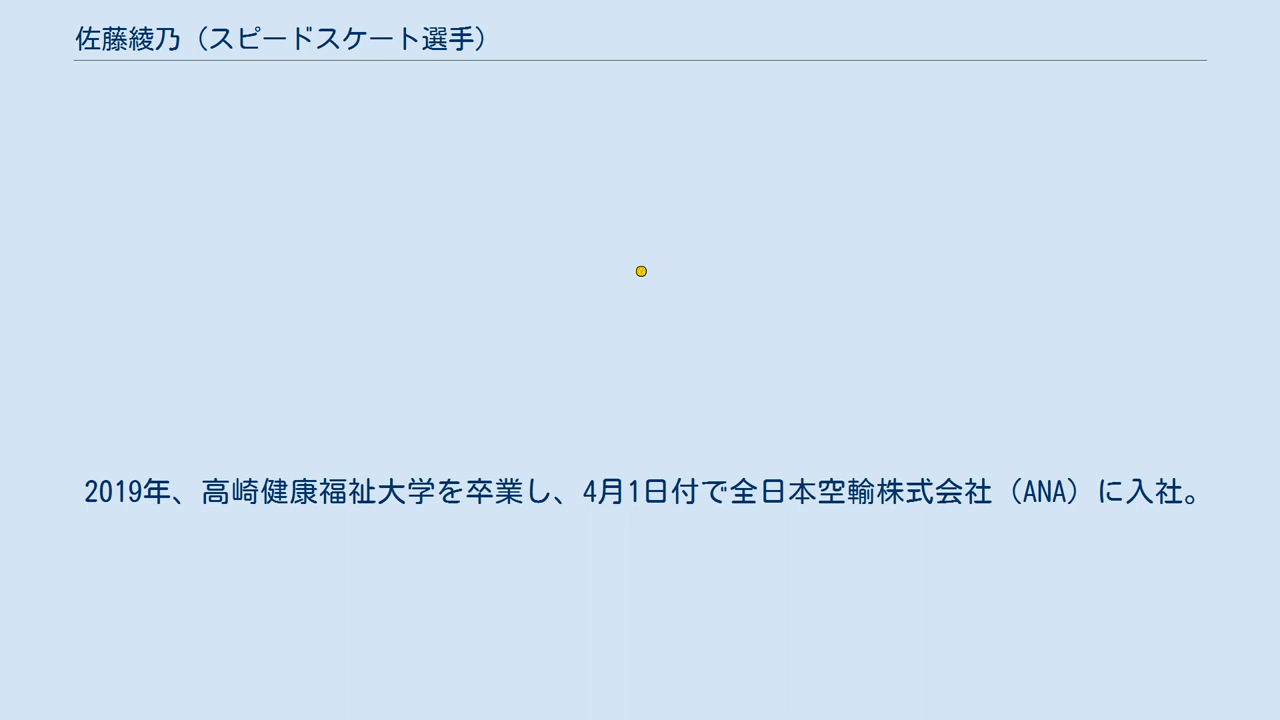 佐藤綾乃（スピードスケート選手）
2019年、高崎健康福祉大学を卒業し、4月1日付で全日本空輸株式会社（ANA）に入社。